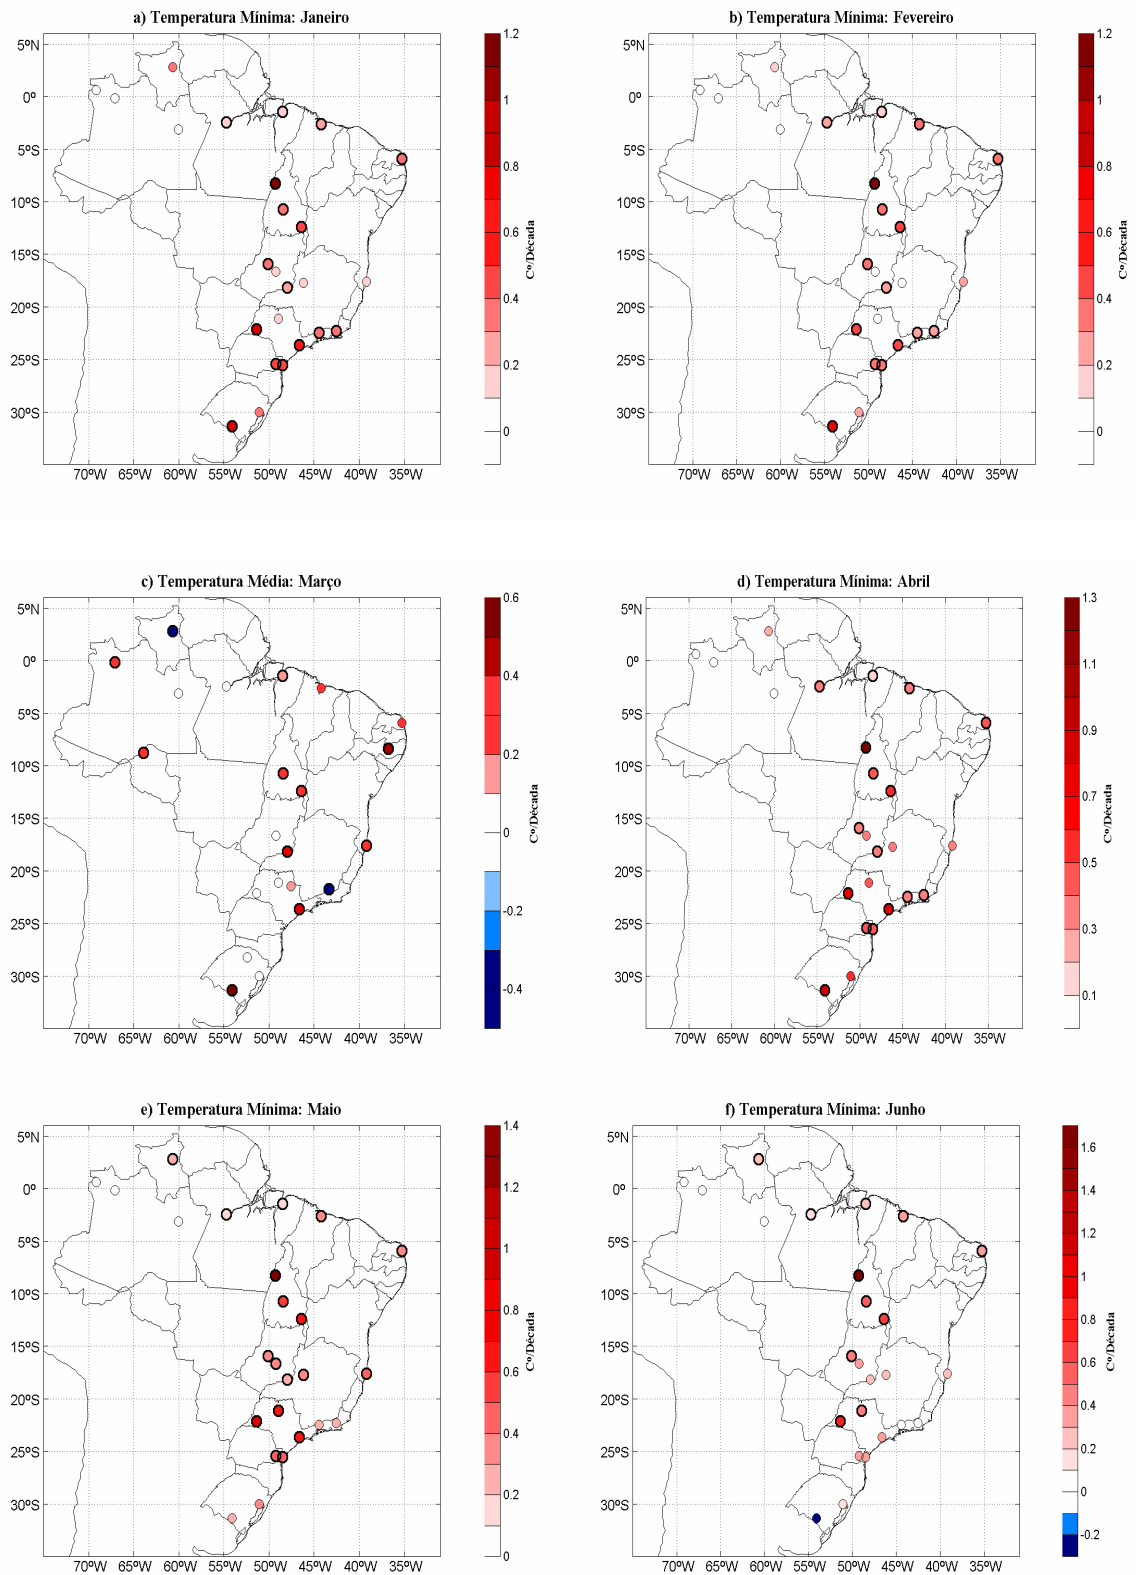 a) Temperatura Mínima: Janeiro
5ºN
0º
5ºS
10ºS
15ºS
20ºS
25ºS
30ºS
70ºW 65ºW 60ºW 55ºW 50ºW 45ºW 40ºW 35ºW
1.2
1
0.8
0.6
0.4
0.2
0
Cº/Década
b) Temperatura Mínima: Fevereiro
5ºN
0º
5ºS
10ºS
15ºS
20ºS
25ºS
30ºS
70ºW 65ºW 60ºW 55ºW 50ºW 45ºW 40ºW 35ºW
1.2
1
0.8
0.6
0.4
0.2
0
Cº/Década
c) Temperatura Média: Março
5ºN
0º
5ºS
10ºS
15ºS
20ºS
25ºS
30ºS
70ºW 65ºW 60ºW 55ºW 50ºW 45ºW 40ºW 35ºW
0.6
0.4
0.2
0
-0.2
-0.4
Cº/Década
d) Temperatura Mínima: Abril
5ºN
0º
5ºS
10ºS
15ºS
20ºS
25ºS
30ºS
70ºW 65ºW 60ºW 55ºW 50ºW 45ºW 40ºW 35ºW
1.3
1.1
0.9
0.7
0.5
0.3
0.1
Cº/Década
e) Temperatura Mínima: Maio
5ºN
0º
5ºS
10ºS
15ºS
20ºS
25ºS
30ºS
70ºW 65ºW 60ºW 55ºW 50ºW 45ºW 40ºW 35ºW
1.4
1.2
1
0.8
0.6
0.4
0.2
0
Cº/Década
f) Temperatura Mínima: Junho
5ºN
0º
5ºS
10ºS
15ºS
20ºS
25ºS
30ºS
70ºW 65ºW 60ºW 55ºW 50ºW 45ºW 40ºW 35ºW
1.6
1.4
1.2
1
0.8
0.6
0.4
0.2
0
-0.2
Cº/Década